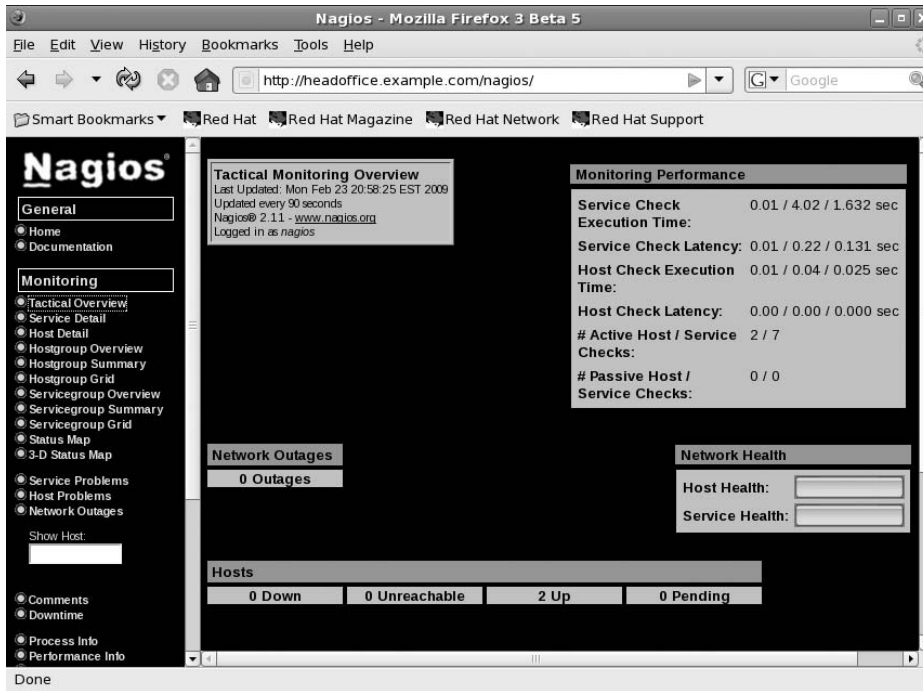 Nagios - Mozilla Firefox 3 Beta 5
File Edit View History Bookmarks Tools Help
http://headoffice.example.com/nagios/
G Google
Smart Bookmarks Red Hat Red Hat Magazine Red Hat Network Red Hat Support
Nagios®
General
Home
Documentation
Monitoring
Tactical Overview
Service Detail
Host Detail
Hostgroup Overview
Hostgroup Summary
Hostgroup Grid
Servicegroup Overview
Servicegroup Summary
Servicegroup Grid
Status Map
3-D Status Map
Service Problems
Host Problems
Network Outages
Show Host:
Comments
Downtime
Process Info
Performance Info
Tactical Monitoring Overview
Last Updated: Mon Feb 23 20:58:25 EST 2009
Updated every 90 seconds
Nagios® 2.11 - www.nagios.org
Logged in as nagios
Monitoring Performance
Service Check Execution Time: 0.01 / 4.02 / 1.632 sec
Service Check Latency: 0.01 / 0.22 / 0.131 sec
Host Check Execution Time: 0.01 / 0.04 / 0.025 sec
Host Check Latency: 0.00 / 0.00 / 0.000 sec
# Active Host / Service Checks: 2 / 7
# Passive Host / Service Checks: 0 / 0
Network Outages
0 Outages
Network Health
Host Health:
Service Health:
Hosts
0 Down 0 Unreachable 2 Up 0 Pending
Done